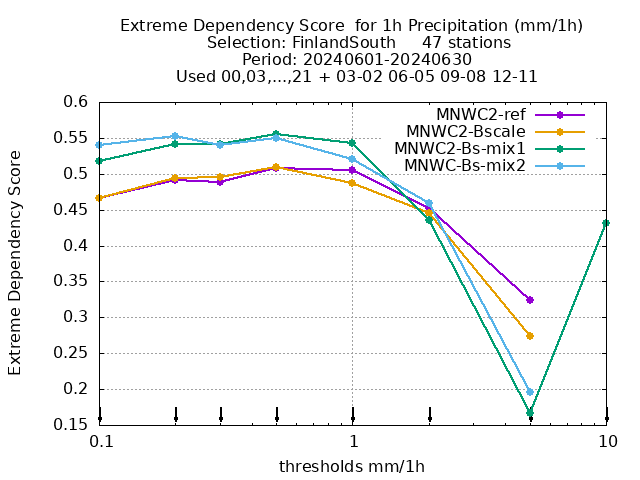 Extreme Dependency Score  for 1h Precipitation (mm/1h)
Selection: FinlandSouth     47 stations
Period: 20240601-20240630
Used 00,03,...,21 + 03-02 06-05 09-08 12-11
MNWC2-ref
MNWC2-Bscale
MNWC2-Bs-mix1
MNWC-Bs-mix2
Extreme Dependency Score
0.6
0.55
0.5
0.45
0.4
0.35
0.3
0.25
0.2
0.15
0.1
1
10
thresholds mm/1h